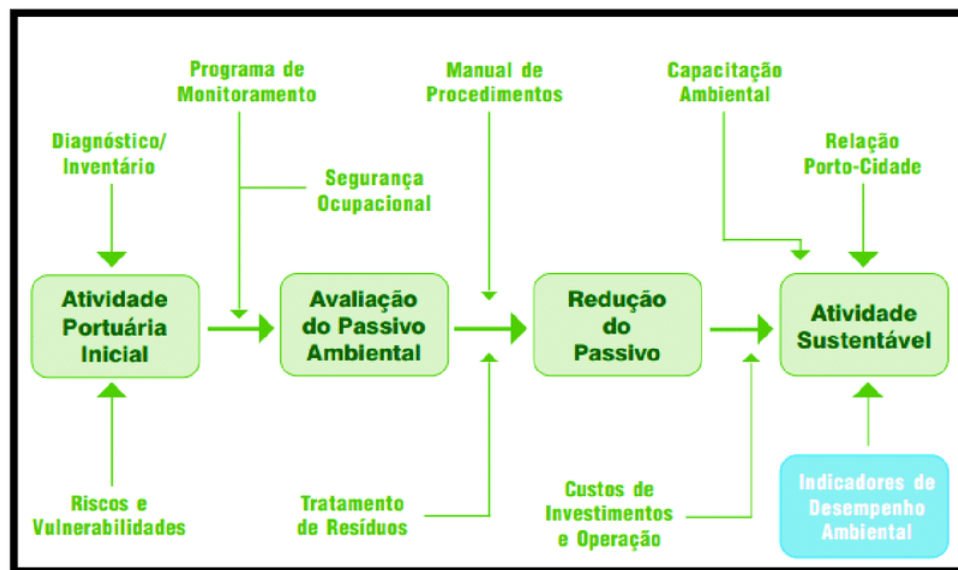 Programa de
Monitoramento
Manual de
Procedimentos
Capacitação
Ambiental
Diagnóstico/
Inventário
Relação
Porto-Cidade
Segurança
Ocupacional
Atividade
Portuária
Inicial
Avaliação
do Passivo
Ambiental
Redução
do
Passivo
Atividade
Sustentável
Riscos e
Vulnerabilidades
Tratamento
de Resíduos
Custos de
Investimentos
e Operação
Indicadores de
Desempenho
Ambiental